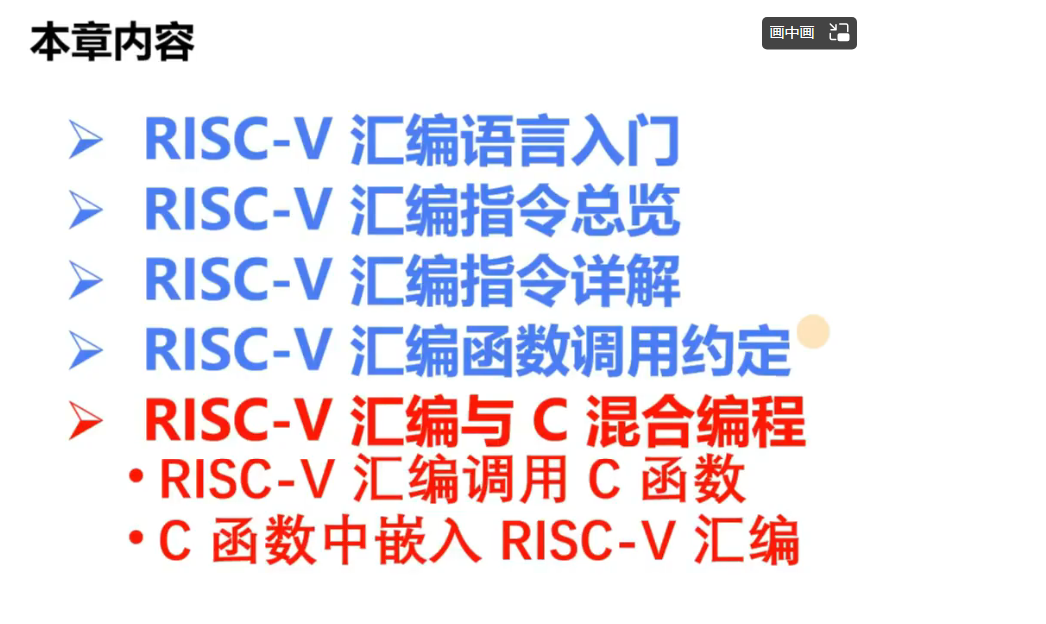 本章内容
画中画
➢ RISC-V 汇编语言入门
➢ RISC-V 汇编指令总览
➢ RISC-V 汇编指令详解
➢ RISC-V 汇编函数调用约定
➢ RISC-V 汇编与 C 混合编程
• RISC-V 汇编调用 C 函数
• C 函数中嵌入 RISC-V 汇编